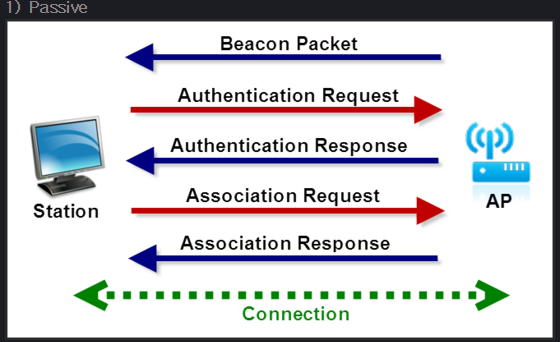 1) Passive
Beacon Packet
Authentication Request
Authentication Response
Association Request
Station
AP
Association Response
Connection